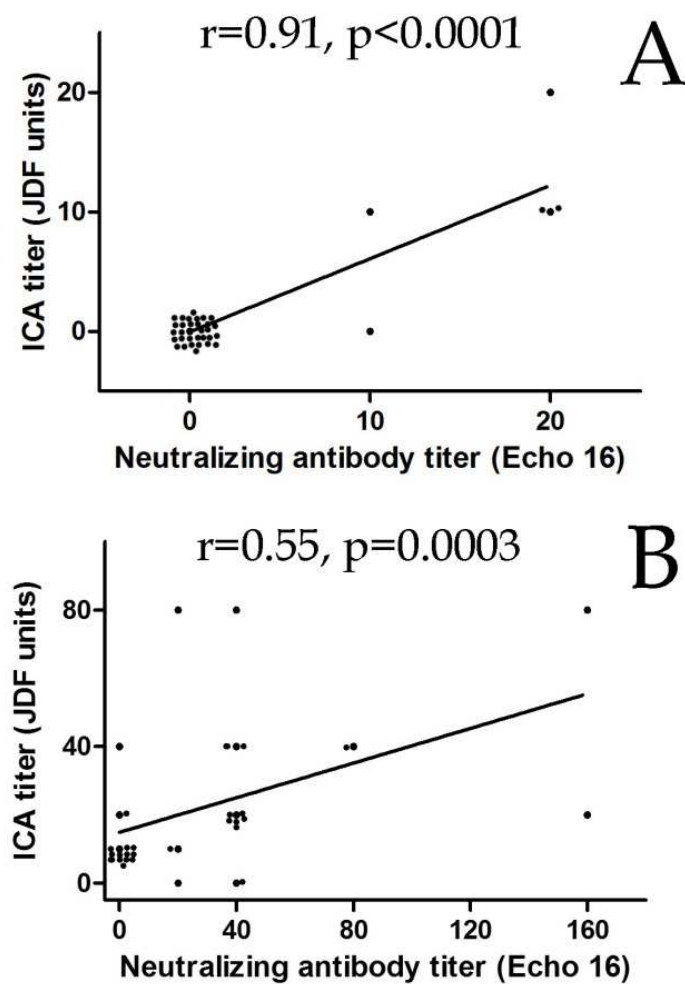 r=0.91, p<0.0001
A
ICA titer (JDF units)
20
10
0
0 10 20
Neutralizing antibody titer (Echo 16)
r=0.55, p=0.0003
B
ICA titer (JDF units)
80
40
0
0 40 80 120 160
Neutralizing antibody titer (Echo 16)